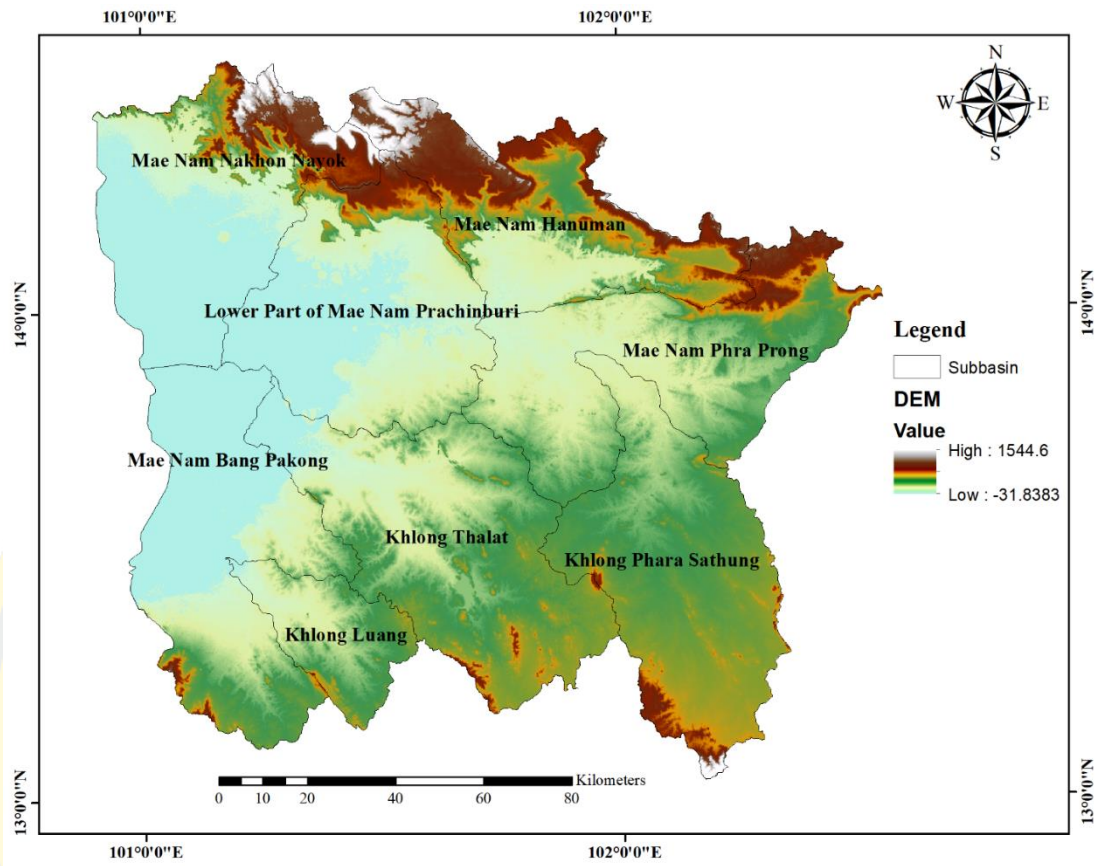 101°0'0"E
102°0'0"E
N
W
E
S
Mae Nam Nakhon Nayok
Mae Nam Hanuman
14°0'0"N
Lower Part of Mae Nam Prachinburi
14°0'0"N
Mae Nam Phra Prong
Legend
Subbasin
DEM
Value
High : 1544.6
Low : -31.8383
Mae Nam Bang Pakong
Khlong Thalat
Khlong Phara Sathung
Khlong Luang
Kilometers
0 10 20 40 60 80
13°0'0"N
13°0'0"N
101°0'0"E
102°0'0"E